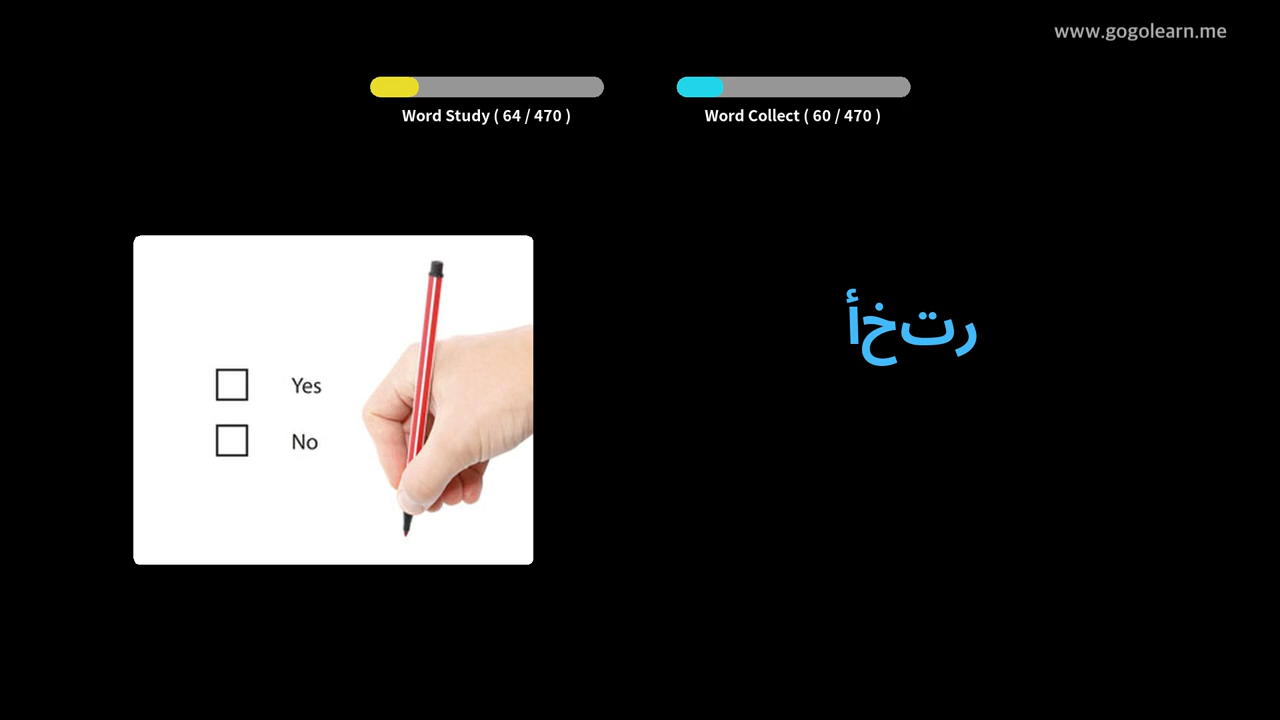 www.gogolearn.me
Word Study ( 64 / 470 )
Word Collect ( 60 / 470 )
رتخأ
Yes
No